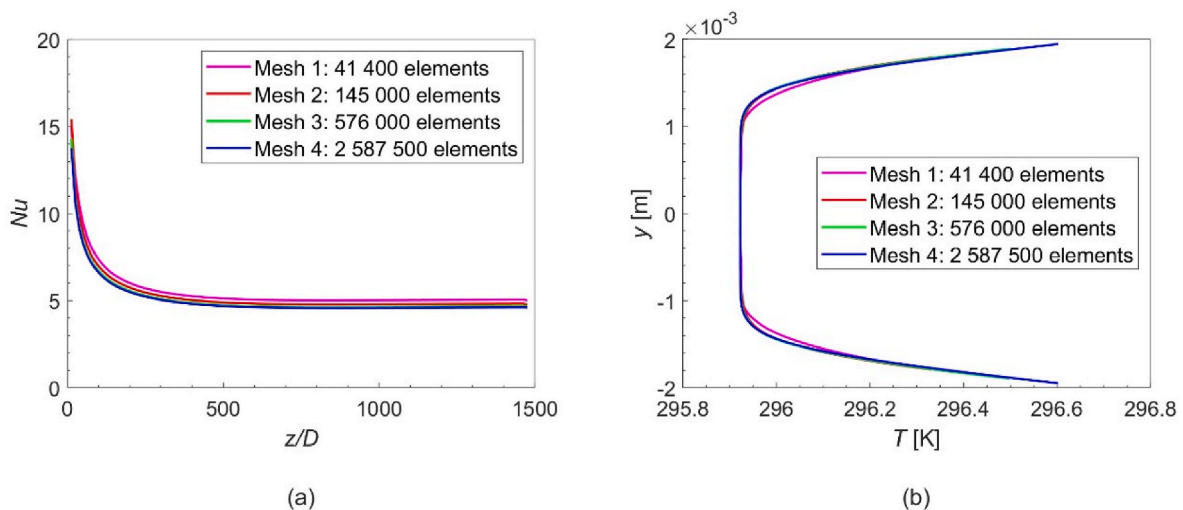 20
15
10
5
0
Nu
0
500
1000
1500
z/D
Mesh 1: 41 400 elements
Mesh 2: 145 000 elements
Mesh 3: 576 000 elements
Mesh 4: 2 587 500 elements
(a)
×10⁻³
2
1
0
-1
-2
y [m]
295.8
296
296.2
296.4
296.6
296.8
T [K]
Mesh 1: 41 400 elements
Mesh 2: 145 000 elements
Mesh 3: 576 000 elements
Mesh 4: 2 587 500 elements
(b)